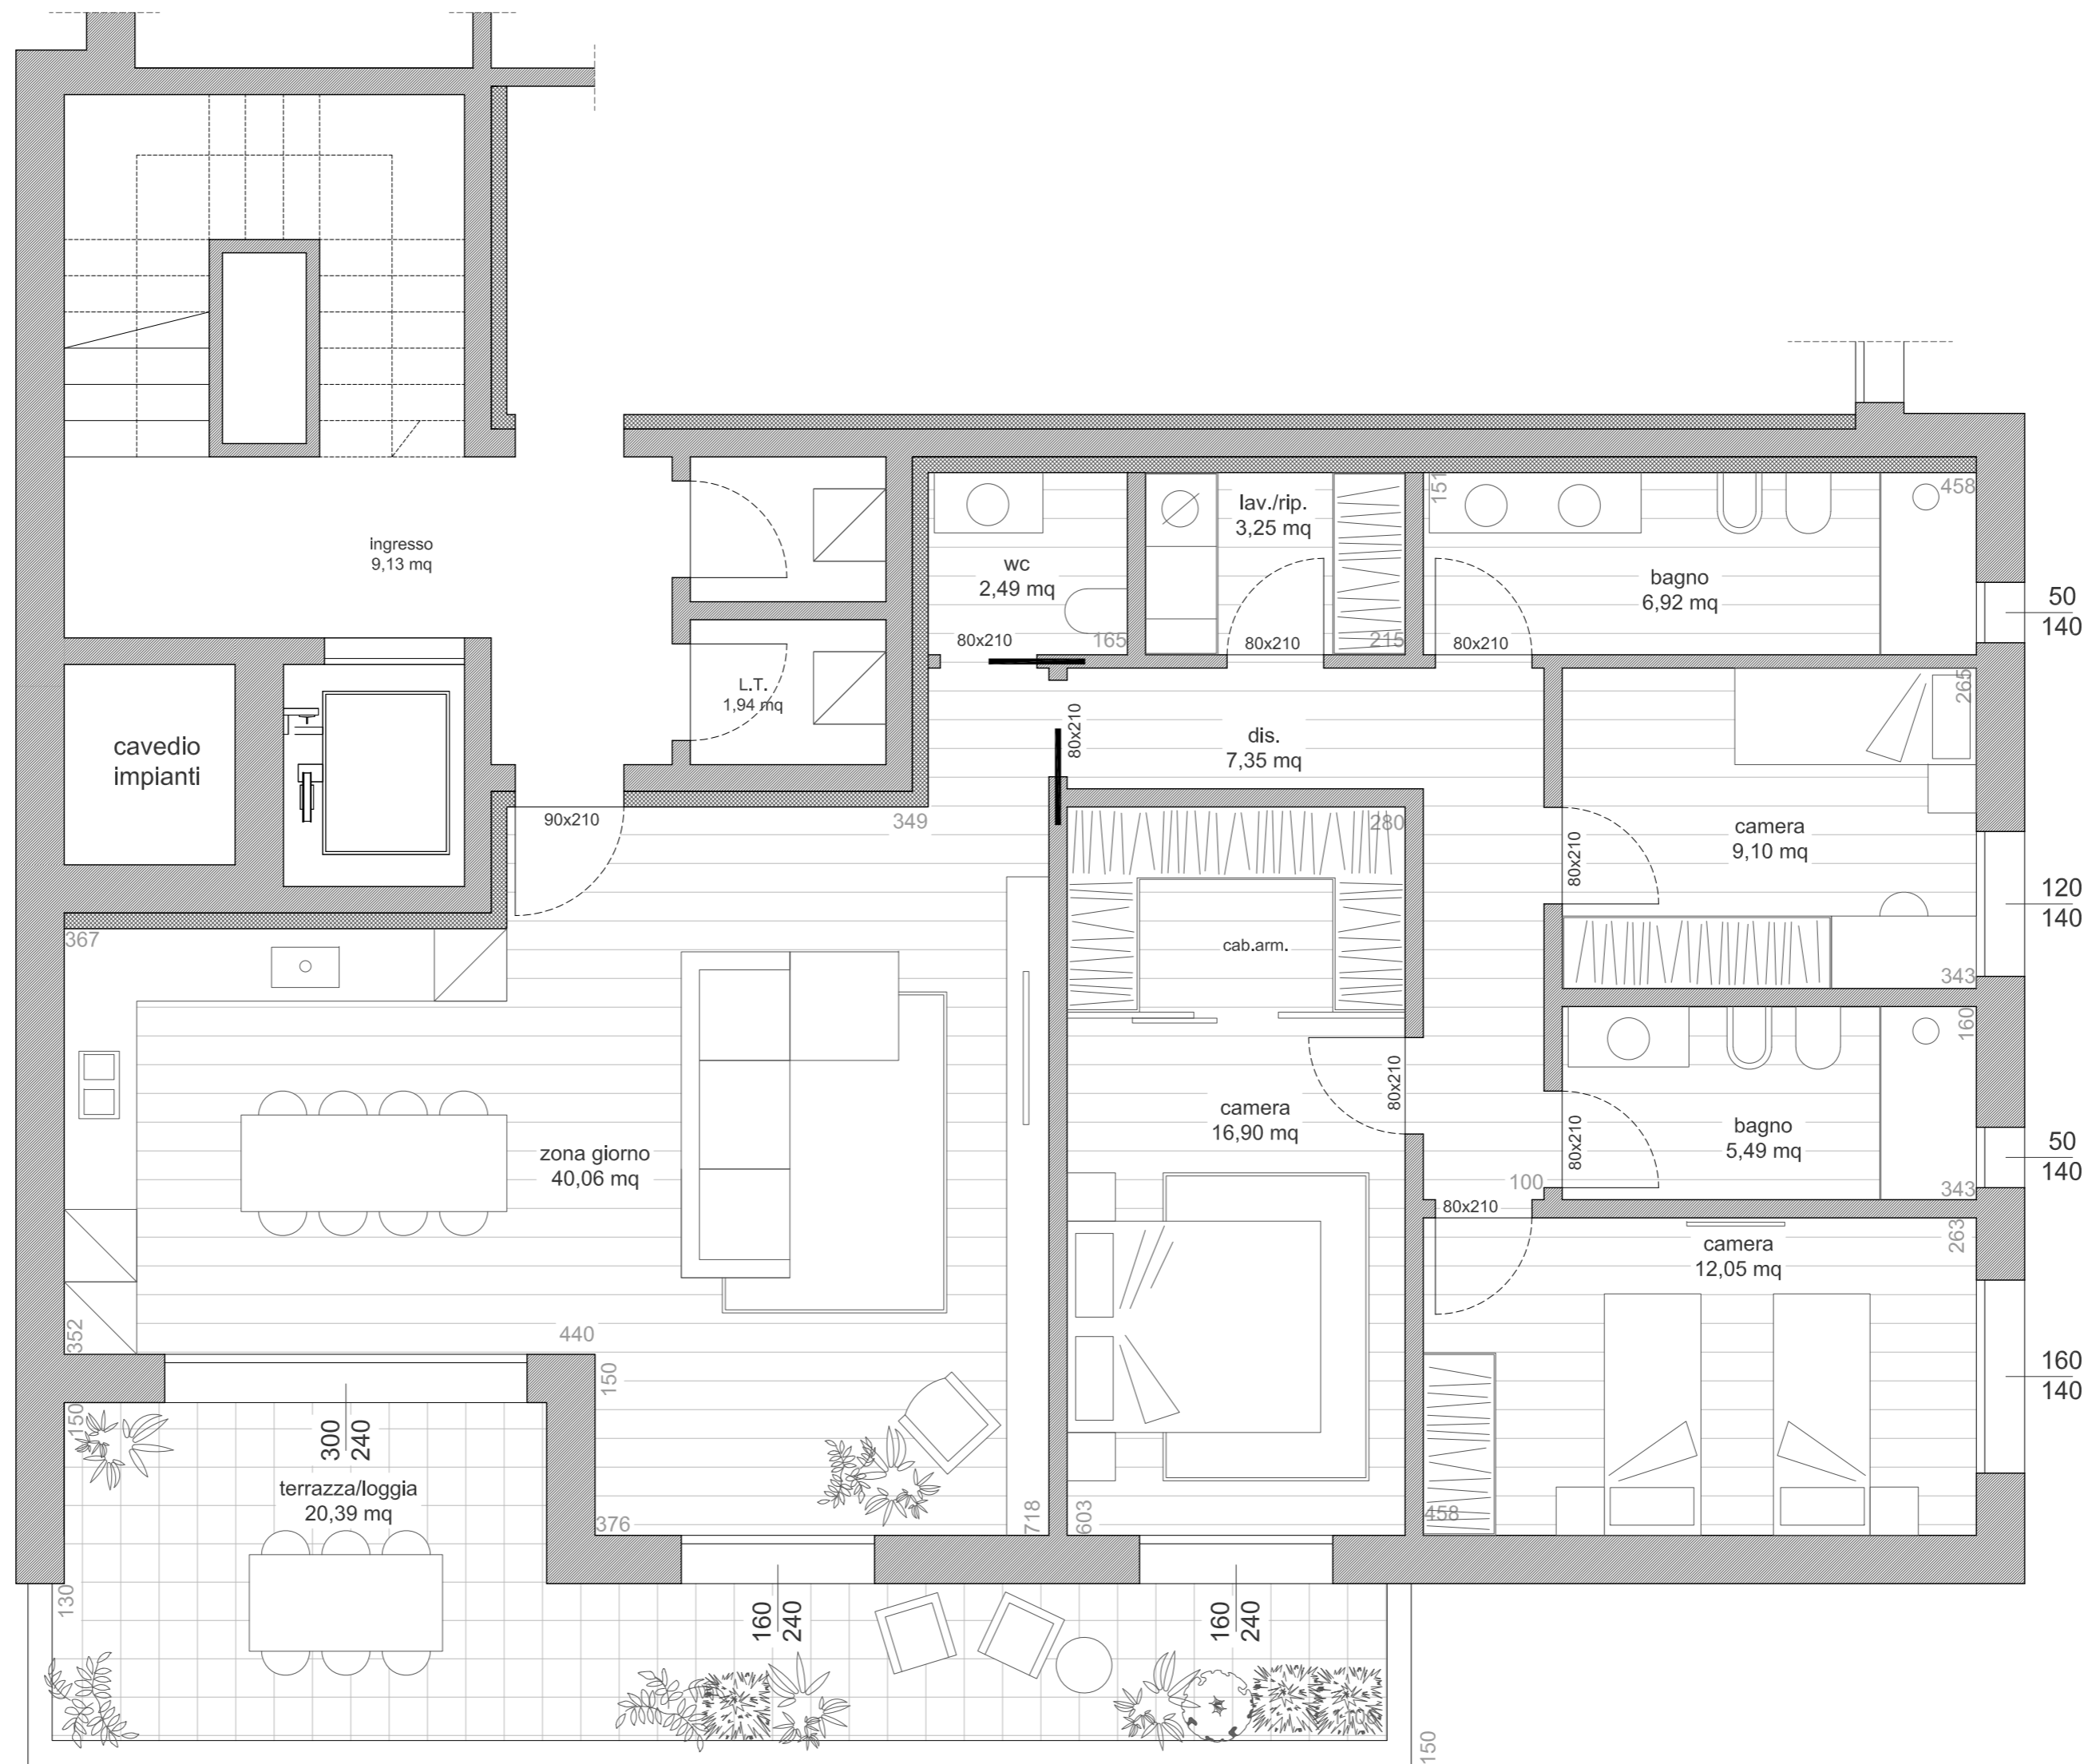 ingresso
9,13 mq
cavedio
impianti
L.T.
1,94 mq
wc
2,49 mq
80x210
165
lav./rip.
3,25 mq
80x210
215
151
458
bagno
6,92 mq
80x210
50
140
80x210
dis.
7,35 mq
265
camera
9,10 mq
80x210
343
120
140
90x210
349
280
cab.arm.
367
352
zona giorno
40,06 mq
440
150
376
718
camera
16,90 mq
80x210
603
160
bagno
5,49 mq
80x210
343
50
140
100
80x210
263
camera
12,05 mq
458
160
140
150
300
240
terrazza/loggia
20,39 mq
130
160
240
160
240
150